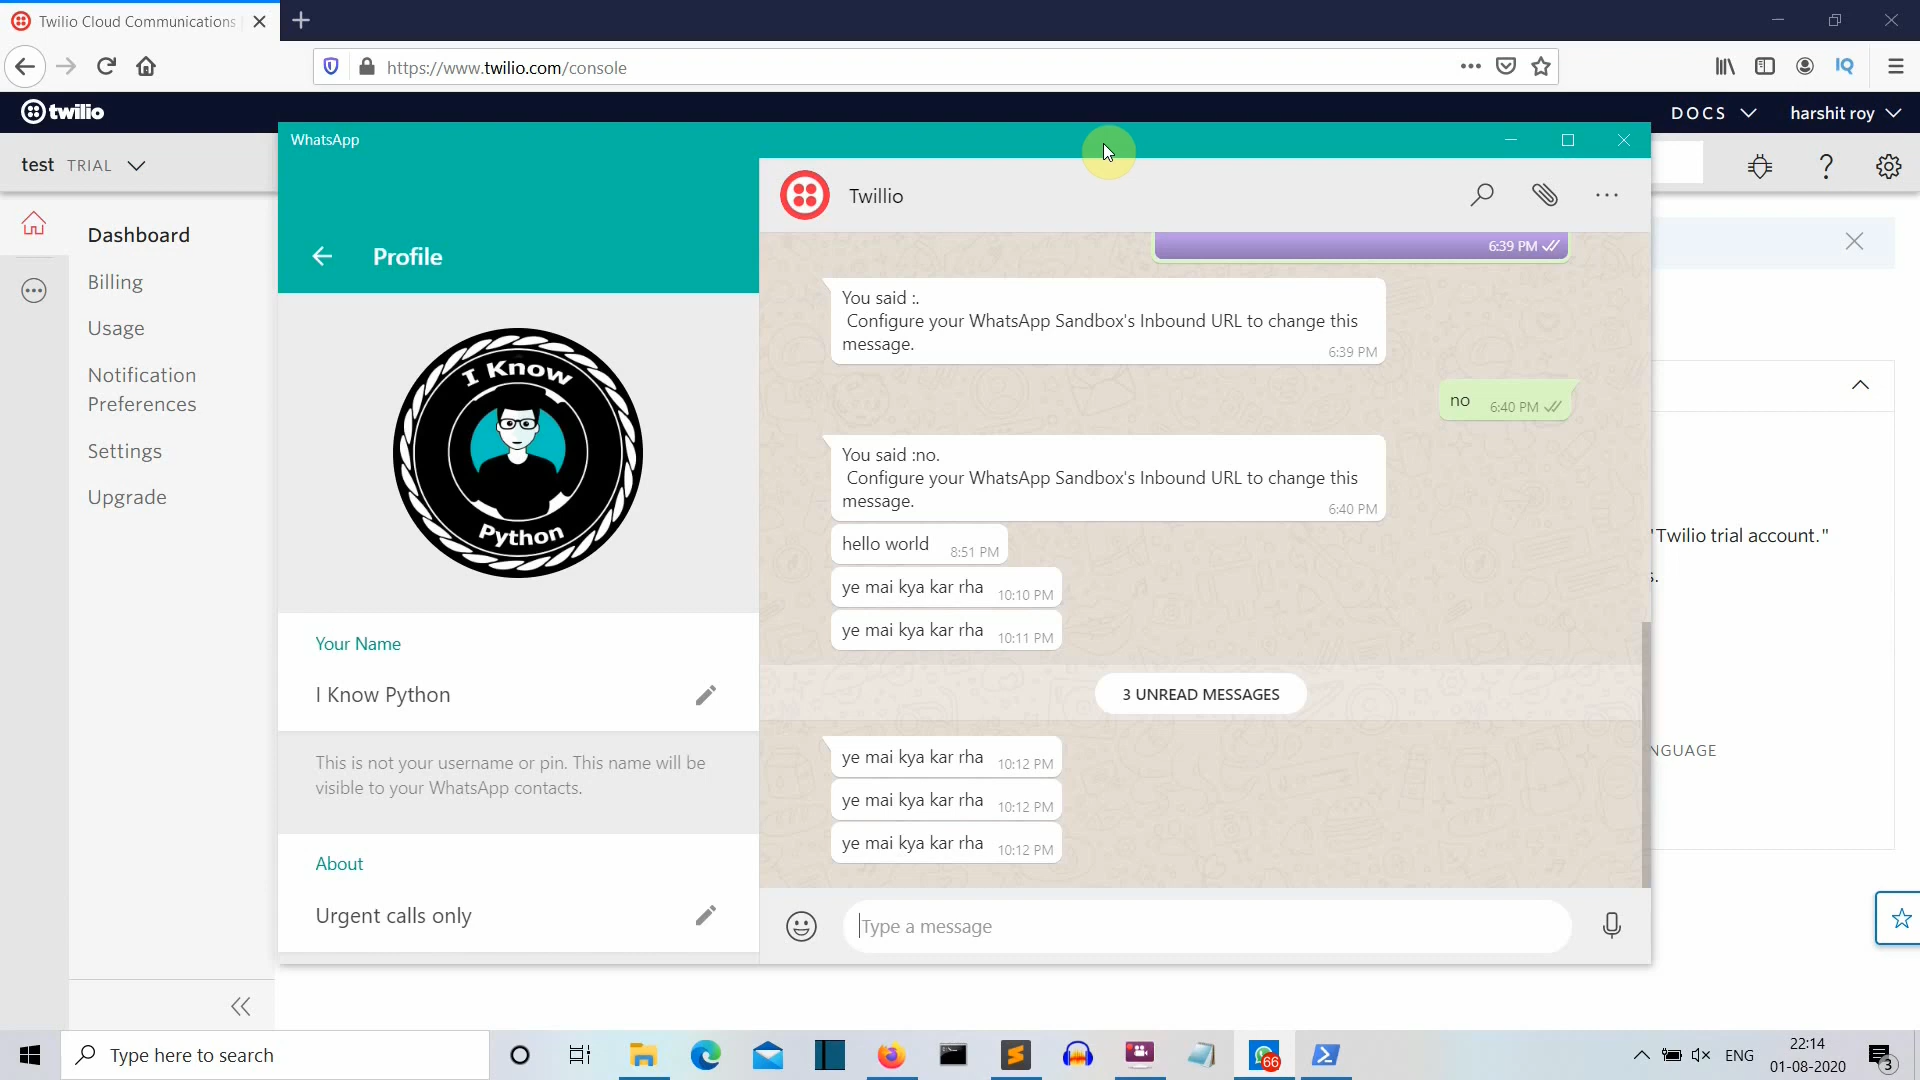 Twilio Cloud Communications
https://www.twilio.com/console
IQ
twilio
DOCS
harshit roy
test TRIAL
Dashboard
Billing
Usage
Notification
Preferences
Settings
Upgrade
WhatsApp
Profile
I Know
Python
Your Name
I Know Python
This is not your username or pin. This name will be
visible to your WhatsApp contacts.
About
Urgent calls only
Twillio
6:39 PM
You said :.
Configure your WhatsApp Sandbox's Inbound URL to change this
message.
6:39 PM
no 6:40 PM
You said :no.
Configure your WhatsApp Sandbox's Inbound URL to change this
message.
6:40 PM
hello world 8:51 PM
ye mai kya kar rha 10:10 PM
ye mai kya kar rha 10:11 PM
3 UNREAD MESSAGES
ye mai kya kar rha 10:12 PM
ye mai kya kar rha 10:12 PM
ye mai kya kar rha 10:12 PM
Type a message
"Twilio trial account."
s.
NGUAGE
Type here to search
66
ENG
22:14
01-08-2020
3